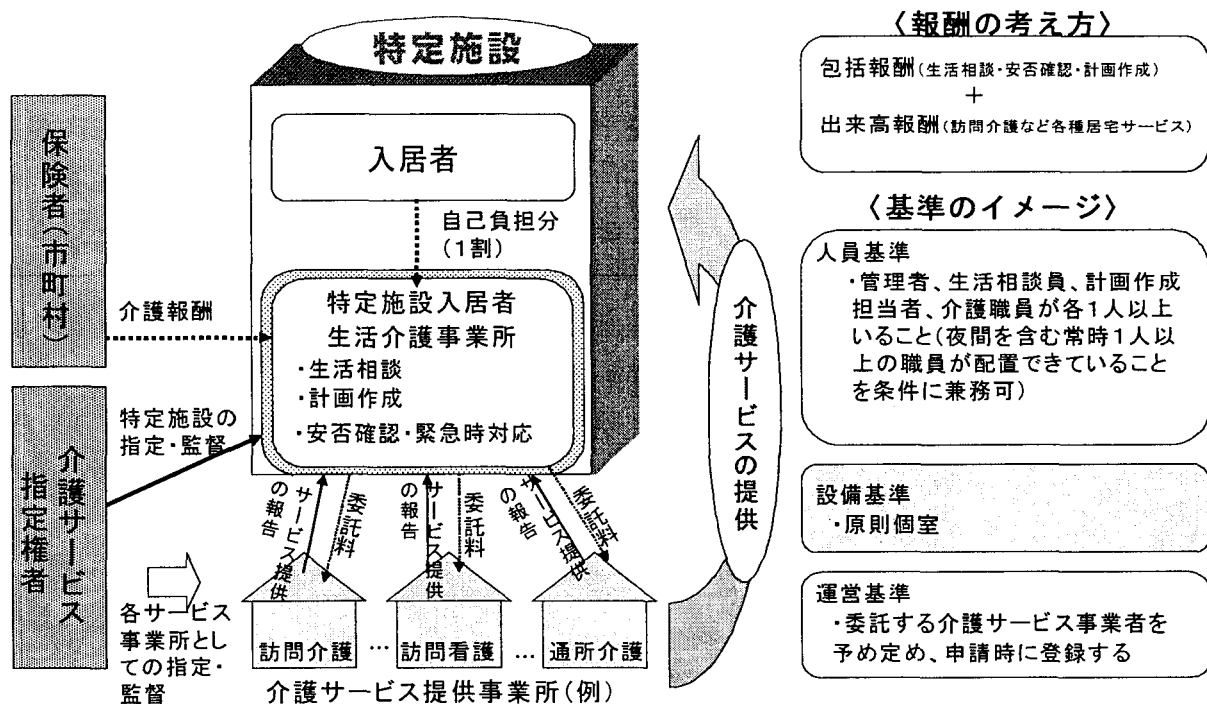 特定施設
入居者
自己負担分
（１割）
特定施設入居者
生活介護事業所
・生活相談
・計画作成
・安否確認・緊急時対応
保険者（市町村）
介護報酬
介護サービス
指定権者
特定施設の
指定・監督
各サービス
事業所とし
ての指定・
監督
サービス提供
の報告
委託料
サービス提供
の報告
委託料
サービス提供
の報告
委託料
訪問介護
…
訪問看護
…
通所介護
介護サービス提供事業所（例）
介護サービスの提供
〈報酬の考え方〉
包括報酬（生活相談・安否確認・計画作成）
＋
出来高報酬（訪問介護など各種居宅サービス）
〈基準のイメージ〉
人員基準
・管理者、生活相談員、計画作成
担当者、介護職員が各１人以上
いること（夜間を含む常時１人以
上の職員が配置できていること
を条件に兼務可）
設備基準
・原則個室
運営基準
・委託する介護サービス事業者を
予め定め、申請時に登録する